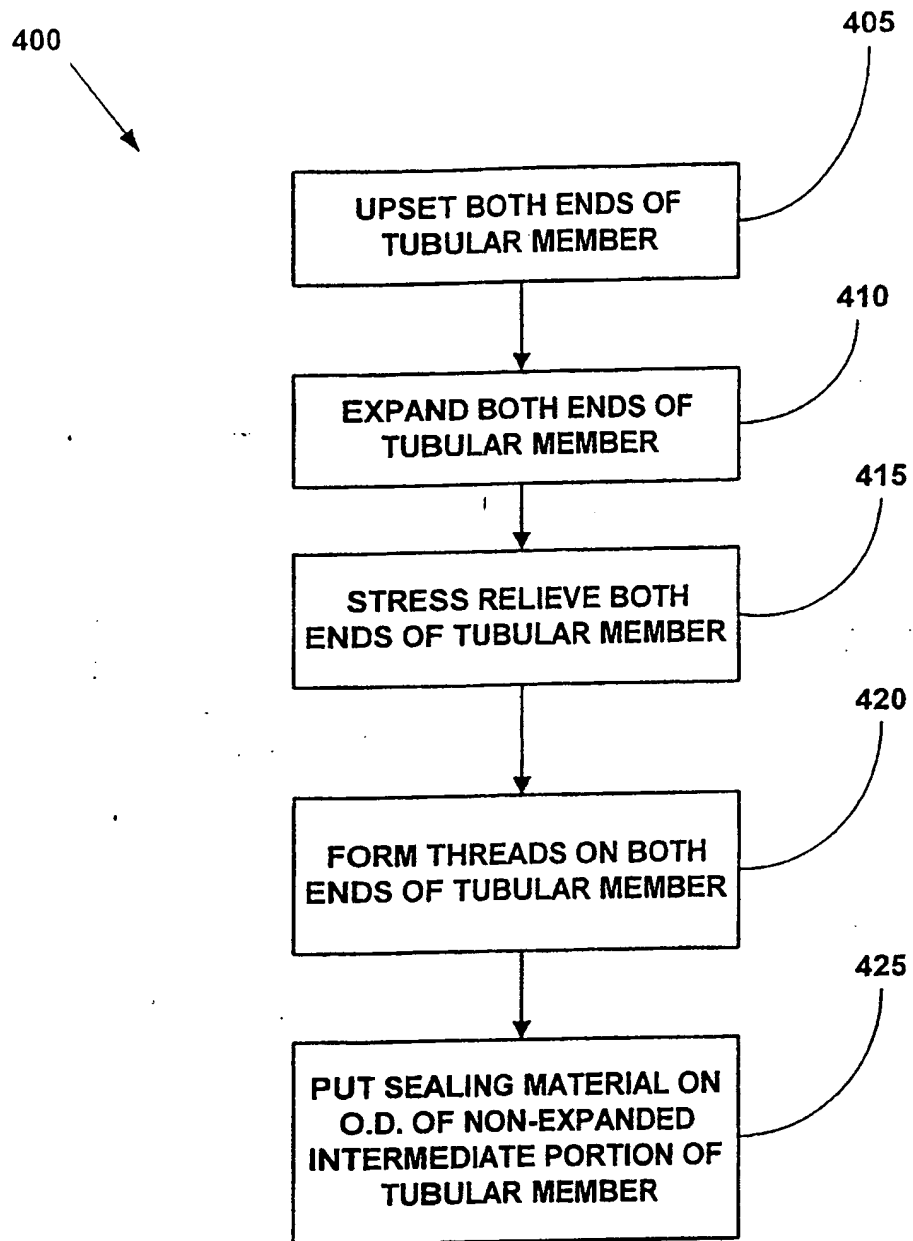 400
405
UPSET BOTH ENDS OF
TUBULAR MEMBER
410
EXPAND BOTH ENDS OF
TUBULAR MEMBER
415
STRESS RELIEVE BOTH
ENDS OF TUBULAR MEMBER
420
FORM THREADS ON BOTH
ENDS OF TUBULAR MEMBER
425
PUT SEALING MATERIAL ON
O.D. OF NON-EXPANDED
INTERMEDIATE PORTION OF
TUBULAR MEMBER